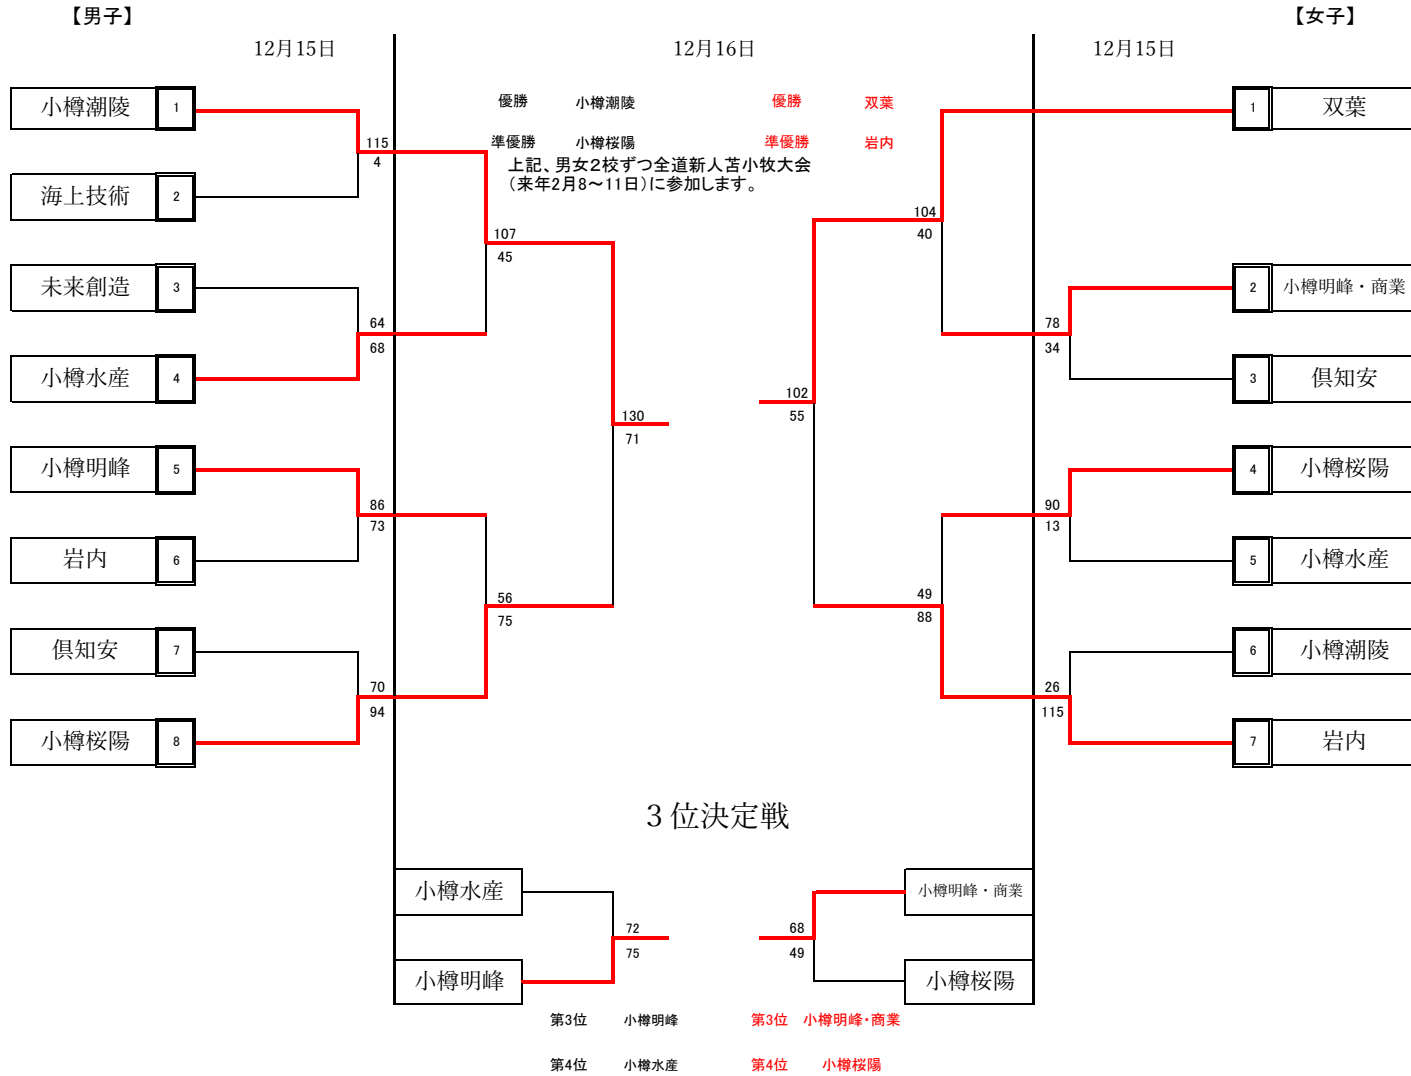 【男子】
【女子】
12月15日
12月16日
12月15日
優勝 小樽潮陵
優勝 双葉
準優勝 小樽桜陽
準優勝 岩内
上記、男女2校ずつ全道新人苫小牧大会
(来年2月8〜11日)に参加します。
小樽潮陵 1
115
4
海上技術 2
107
45
未来創造 3
64
68
小樽水産 4
130
71
小樽明峰 5
86
73
岩内 6
56
75
倶知安 7
70
94
小樽桜陽 8
1 双葉
104
40
2 小樽明峰・商業
78
34
3 倶知安
102
55
4 小樽桜陽
90
13
5 小樽水産
49
88
6 小樽潮陵
26
115
7 岩内
3位決定戦
小樽水産
72
75
小樽明峰
小樽明峰・商業
68
49
小樽桜陽
第3位 小樽明峰
第3位 小樽明峰・商業
第4位 小樽水産
第4位 小樽桜陽